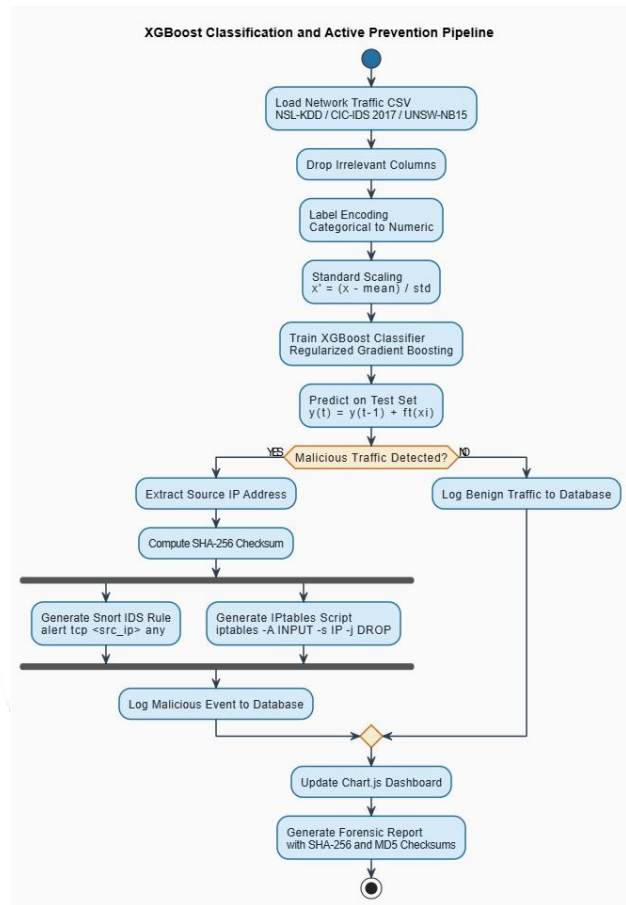 XGBoost Classification and Active Prevention Pipeline
Load Network Traffic CSV
NSL-KDD / CIC-IDS 2017 / UNSW-NB15
Drop Irrelevant Columns
Label Encoding
Categorical to Numeric
Standard Scaling
x' = (x - mean) / std
Train XGBoost Classifier
Regularized Gradient Boosting
Predict on Test Set
y(t) = y(t-1) + ft(xi)
YES
Malicious Traffic Detected?
NO
Extract Source IP Address
Log Benign Traffic to Database
Compute SHA-256 Checksum
Generate Snort IDS Rule
alert tcp <src_ip> any
Generate IPtables Script
iptables -A INPUT -s IP -j DROP
Log Malicious Event to Database
Update Chart.js Dashboard
Generate Forensic Report
with SHA-256 and MD5 Checksums